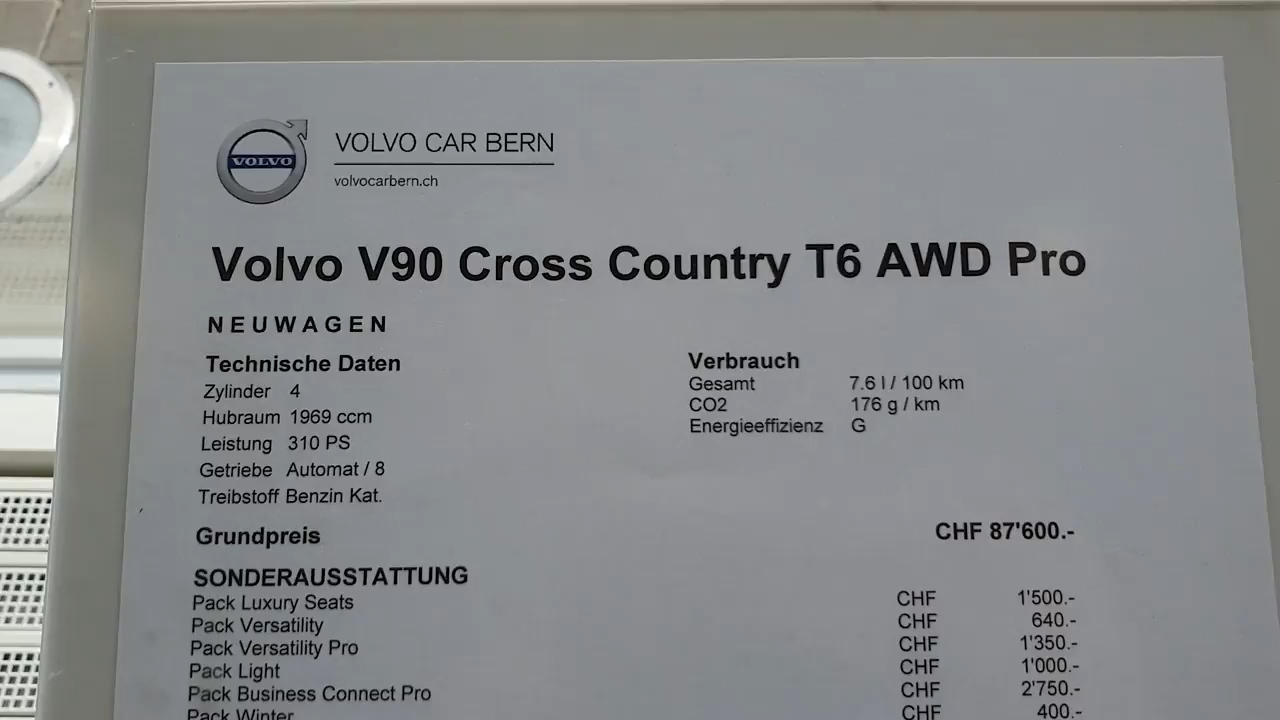 VOLVO
VOLVO CAR BERN
volvocarbern.ch
Volvo V90 Cross Country T6 AWD Pro
NEUWAGEN
Technische Daten
Zylinder 4
Hubraum 1969 ccm
Leistung 310 PS
Getriebe Automat / 8
Treibstoff Benzin Kat.
Verbrauch
Gesamt 7.6 l / 100 km
CO2 176 g / km
Energieeffizienz G
Grundpreis CHF 87'600.-
SONDERAUSSTATTUNG
Pack Luxury Seats CHF 1'500.-
Pack Versatility CHF 640.-
Pack Versatility Pro CHF 1'350.-
Pack Light CHF 1'000.-
Pack Business Connect Pro CHF 2'750.-
Pack Winter CHF 400.-